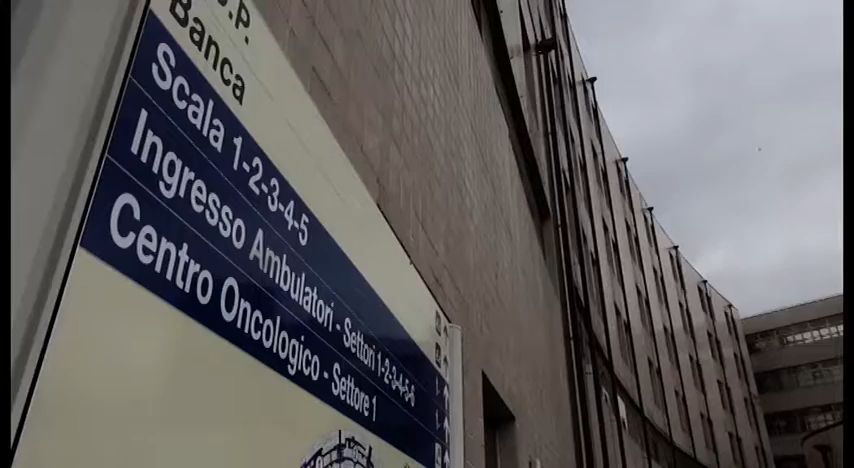 Banca
Scala 1-2-3-4-5
Ingresso Ambulatori - Settori 1-2-3-4-5-6
Centro Oncologico - Settore 1